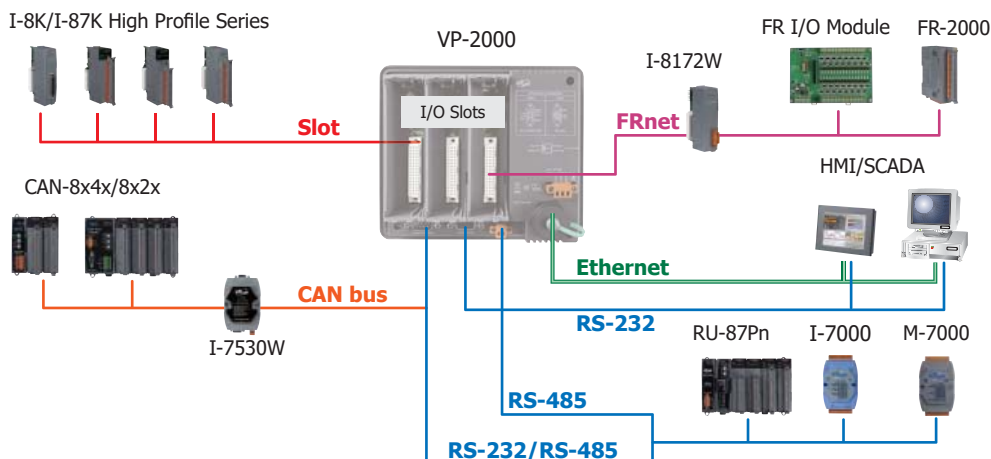 I-8K/I-87K High Profile Series
VP-2000
FR I/O Module
FR-2000
I-8172W
I/O Slots
Slot
FRnet
HMI/SCADA
CAN-8x4x/8x2x
Ethernet
CAN bus
RS-232
I-7530W
RU-87Pn
I-7000
M-7000
RS-485
RS-232/RS-485